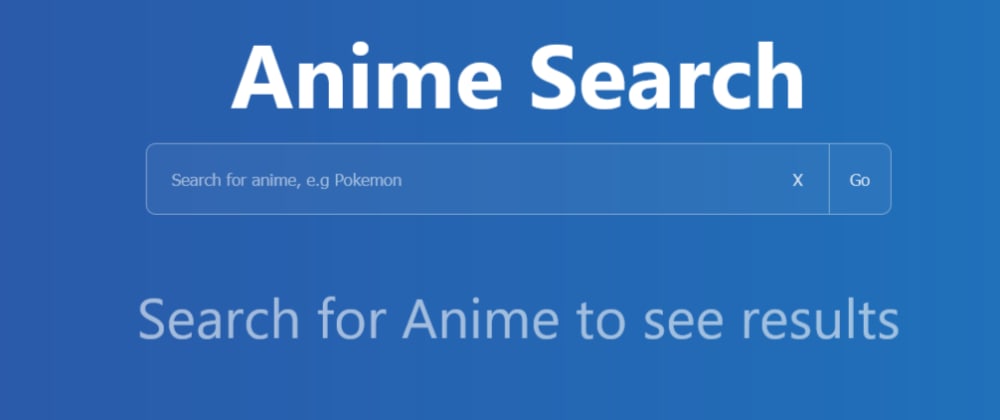 Anime Search
Search for anime, e.g Pokemon X Go
Search for Anime to see results